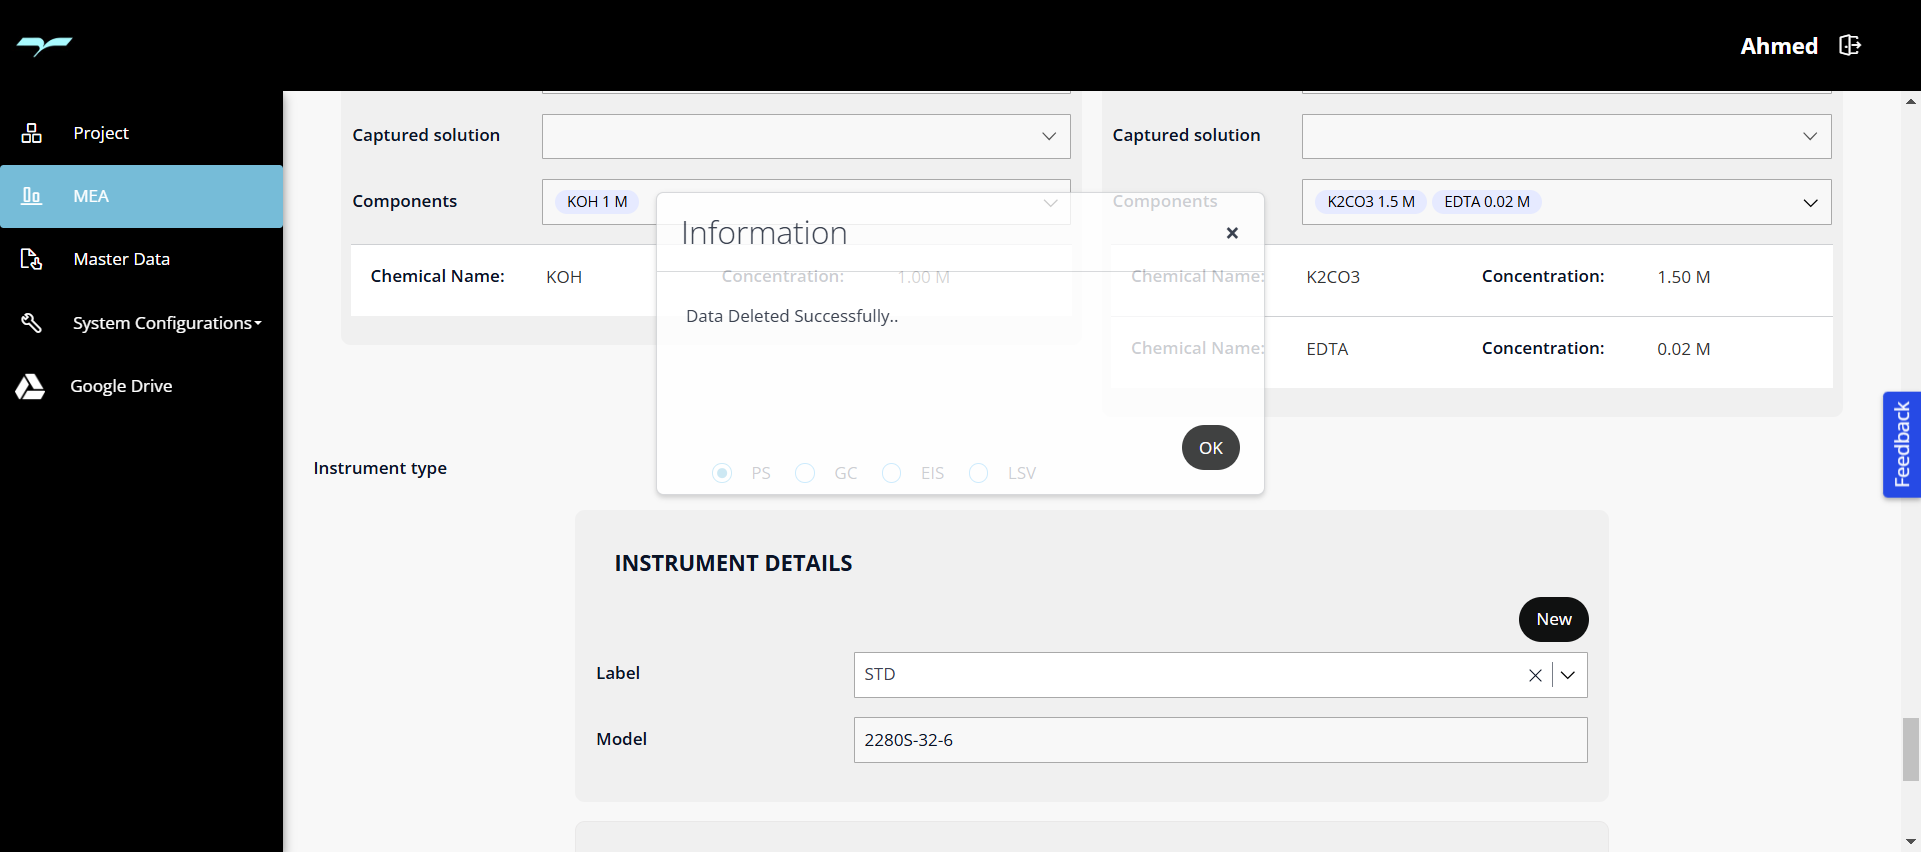 Ahmed
Project
MEA
Master Data
System Configurations
Google Drive
Captured solution
Captured solution
Components
KOH 1 M
Components
K2CO3 1.5 M
EDTA 0.02 M
Information
Chemical Name:
KOH
Concentration:
1.00 M
Chemical Name:
K2CO3
Concentration:
1.50 M
Data Deleted Successfully..
Chemical Name:
EDTA
Concentration:
0.02 M
OK
Feedback
Instrument type
PS
GC
EIS
LSV
INSTRUMENT DETAILS
New
Label
STD
Model
2280S-32-6